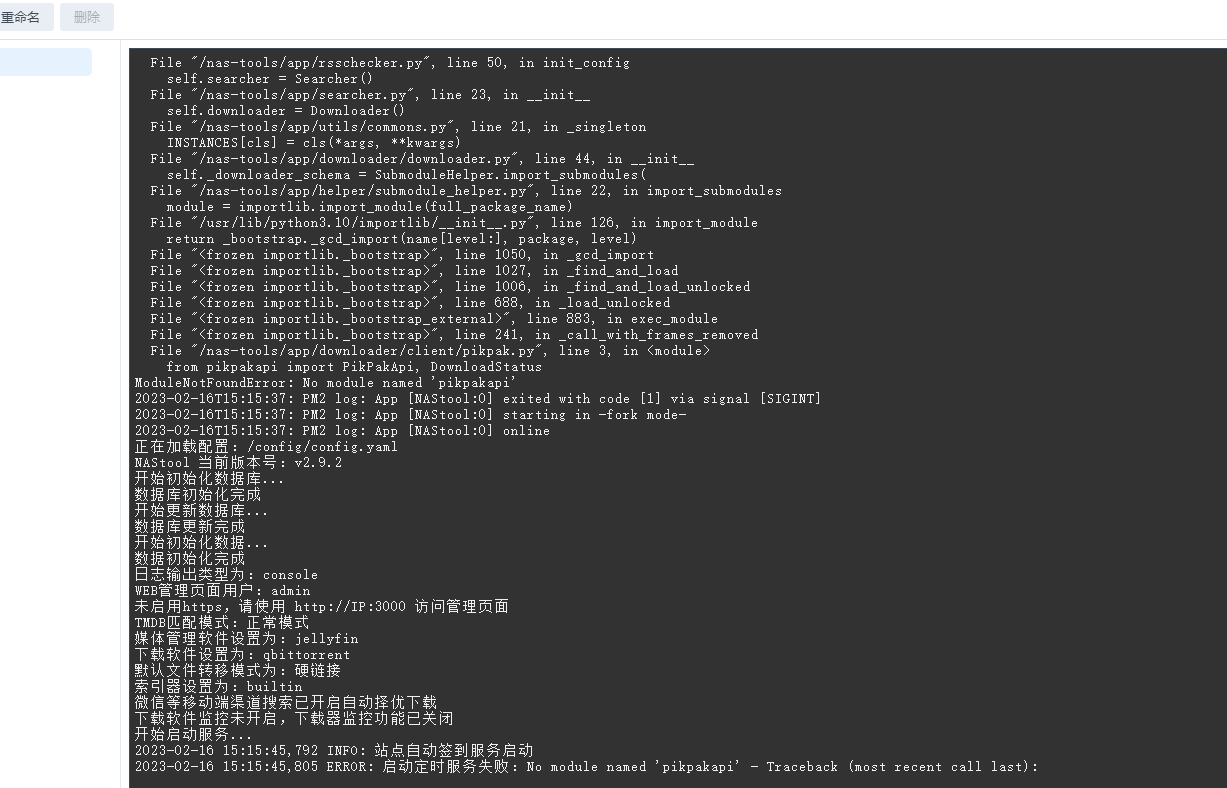 重命名 删除
File "/nas-tools/app/rsschecker.py", line 50, in init_config
self.searcher = Searcher()
File "/nas-tools/app/searcher.py", line 23, in __init__
self.downloader = Downloader()
File "/nas-tools/app/utils/commons.py", line 21, in _singleton
INSTANCES[cls] = cls(*args, **kwargs)
File "/nas-tools/app/downloader/downloader.py", line 44, in __init__
self._downloader_schema = SubmoduleHelper.import_submodules(
File "/nas-tools/app/helper/submodule_helper.py", line 22, in import_submodules
module = importlib.import_module(full_package_name)
File "/usr/lib/python3.10/importlib/__init__.py", line 126, in import_module
return _bootstrap._gcd_import(name[level:], package, level)
File "<frozen importlib._bootstrap>", line 1050, in _gcd_import
File "<frozen importlib._bootstrap>", line 1027, in _find_and_load
File "<frozen importlib._bootstrap>", line 1006, in _find_and_load_unlocked
File "<frozen importlib._bootstrap>", line 688, in _load_unlocked
File "<frozen importlib._bootstrap_external>", line 883, in exec_module
File "<frozen importlib._bootstrap>", line 241, in _call_with_frames_removed
File "/nas-tools/app/downloader/client/pikpak.py", line 3, in <module>
from pikpakapi import PikPakApi, DownloadStatus
ModuleNotFoundError: No module named 'pikpakapi'
2023-02-16T15:15:37: PM2 log: App [NAStool:0] exited with code [1] via signal [SIGINT]
2023-02-16T15:15:37: PM2 log: App [NAStool:0] starting in -fork mode-
2023-02-16T15:15:37: PM2 log: App [NAStool:0] online
正在加载配置：/config/config.yaml
NAStool 当前版本号：v2.9.2
开始初始化数据库...
数据库初始化完成
开始更新数据库...
数据库更新完成
开始初始化数据...
数据初始化完成
日志输出类型为：console
WEB管理页面用户：admin
未启用https，请使用 http://IP:3000 访问管理页面
TMDB匹配模式：正常模式
媒体管理软件设置为：jellyfin
下载软件设置为：qbittorrent
默认文件转移模式为：硬链接
索引器设置为：builtin
微信等移动端渠道搜索已开启自动择优下载
下载软件监控未开启，下载器监控功能已关闭
开始启动服务...
2023-02-16 15:15:45,792 INFO: 站点自动签到服务启动
2023-02-16 15:15:45,805 ERROR: 启动定时服务失败：No module named 'pikpakapi' - Traceback (most recent call last):